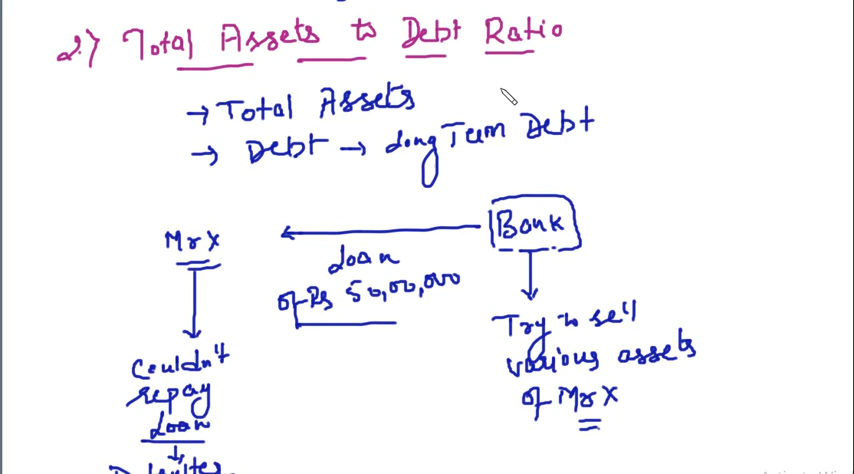 2.) Total Assets to Debt Ratio
→ Total Assets
→ Debt → Long Term Debt
Bank
Mr X
Loan
of Rs 50,00,000
Try to sell
various assets
of Mr X
Couldn't
repay
Loan